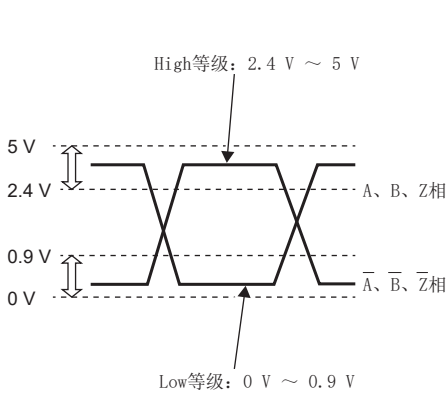 High等级：2.4 V ～ 5 V
5 V
2.4 V
A、B、Z相
0.9 V
0 V
A̅、B̅、Z̅相
Low等级：0 V ～ 0.9 V